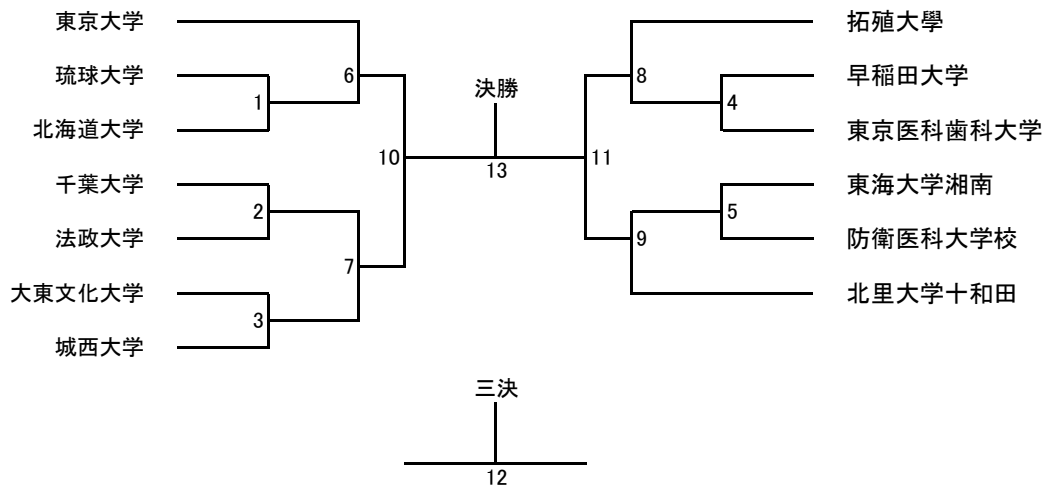 東京大学
琉球大学
北海道大学
千葉大学
法政大学
大東文化大学
城西大学
1
2
3
6
7
10
決勝
13
11
8
9
4
5
拓殖大學
早稲田大学
東京医科歯科大学
東海大学湘南
防衛医科大学校
北里大学十和田
三決
12